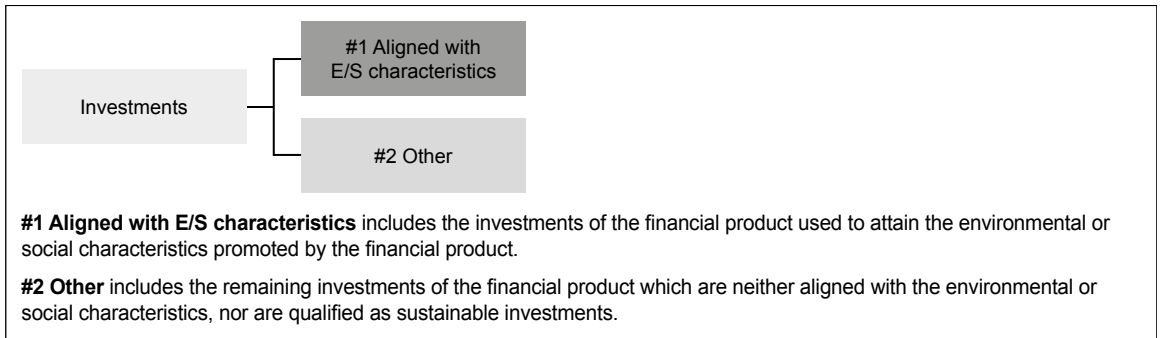 #1 Aligned with
E/S characteristics
Investments
#2 Other
#1 Aligned with E/S characteristics includes the investments of the financial product used to attain the environmental or
social characteristics promoted by the financial product.
#2 Other includes the remaining investments of the financial product which are neither aligned with the environmental or
social characteristics, nor are qualified as sustainable investments.